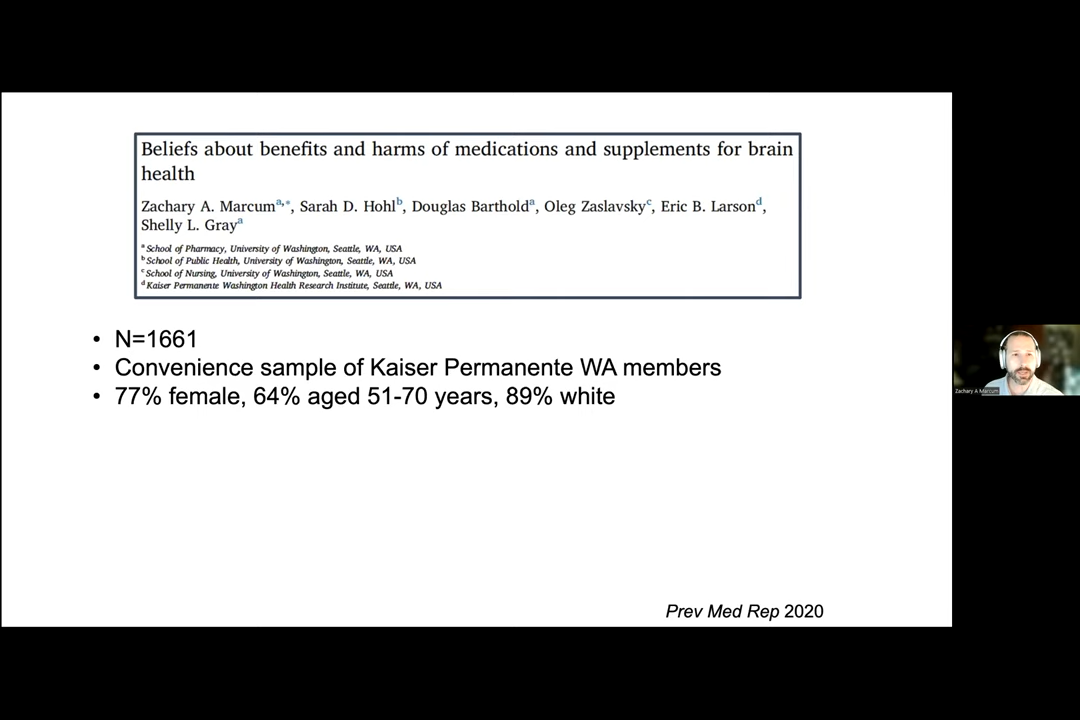 Beliefs about benefits and harms of medications and supplements for brain
health
Zachary A. Marcum^a,*, Sarah D. Hohl^b, Douglas Barthold^a, Oleg Zaslavsky^c, Eric B. Larson^d,
Shelly L. Gray^a
^a School of Pharmacy, University of Washington, Seattle, WA, USA
^b School of Public Health, University of Washington, Seattle, WA, USA
^c School of Nursing, University of Washington, Seattle, WA, USA
^d Kaiser Permanente Washington Health Research Institute, Seattle, WA, USA
• N=1661
• Convenience sample of Kaiser Permanente WA members
• 77% female, 64% aged 51-70 years, 89% white
Prev Med Rep 2020
Zachary A Marcum